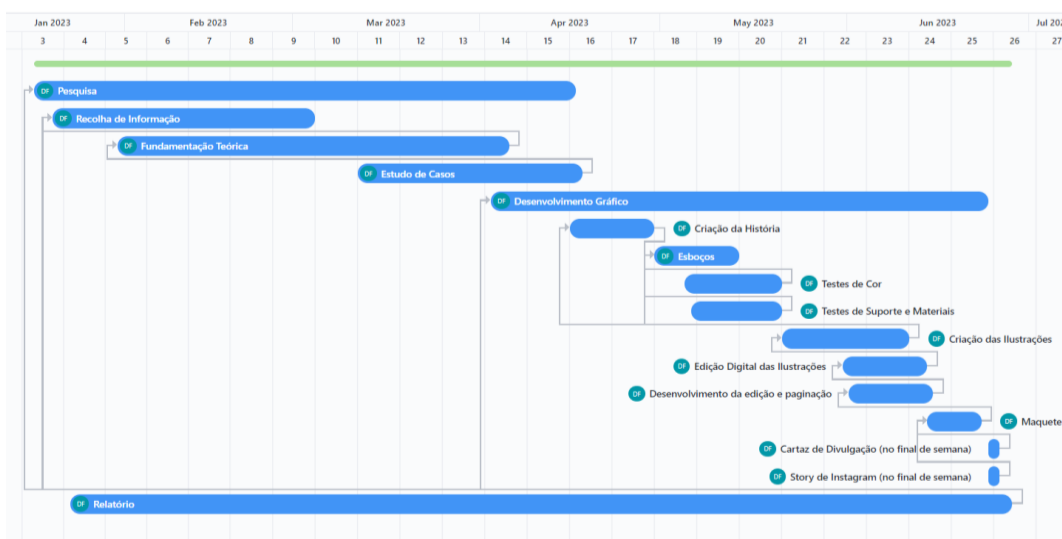 Jan 2023 Feb 2023 Mar 2023 Apr 2023 May 2023 Jun 2023 Jul 202
3 4 5 6 7 8 9 10 11 12 13 14 15 16 18 19 20 21 22 23 24 25 26 27
DF Pesquisa
DF Recolha de Informação
DF Fundamentação Teórica
DF Estudo de Casos
DF Desenvolvimento Gráfico
DF Criação da História
DF Esboços
DF Testes de Cor
DF Testes de Suporte e Materiais
DF Criação das Ilustrações
DF Edição Digital das Ilustrações
DF Desenvolvimento da edição e paginação
DF Maquete
DF Cartaz de Divulgação (no final de semana)
DF Story de Instagram (no final de semana)
DF Relatório